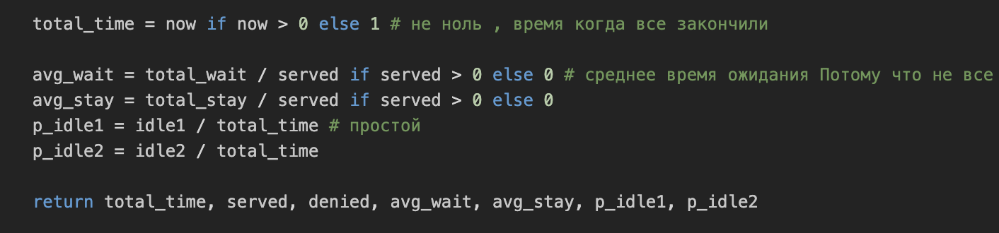 total_time = now if now > 0 else 1 # не ноль , время когда все закончили
avg_wait = total_wait / served if served > 0 else 0 # среднее время ожидания Потому что не все
avg_stay = total_stay / served if served > 0 else 0
p_idle1 = idle1 / total_time # простой
p_idle2 = idle2 / total_time
return total_time, served, denied, avg_wait, avg_stay, p_idle1, p_idle2